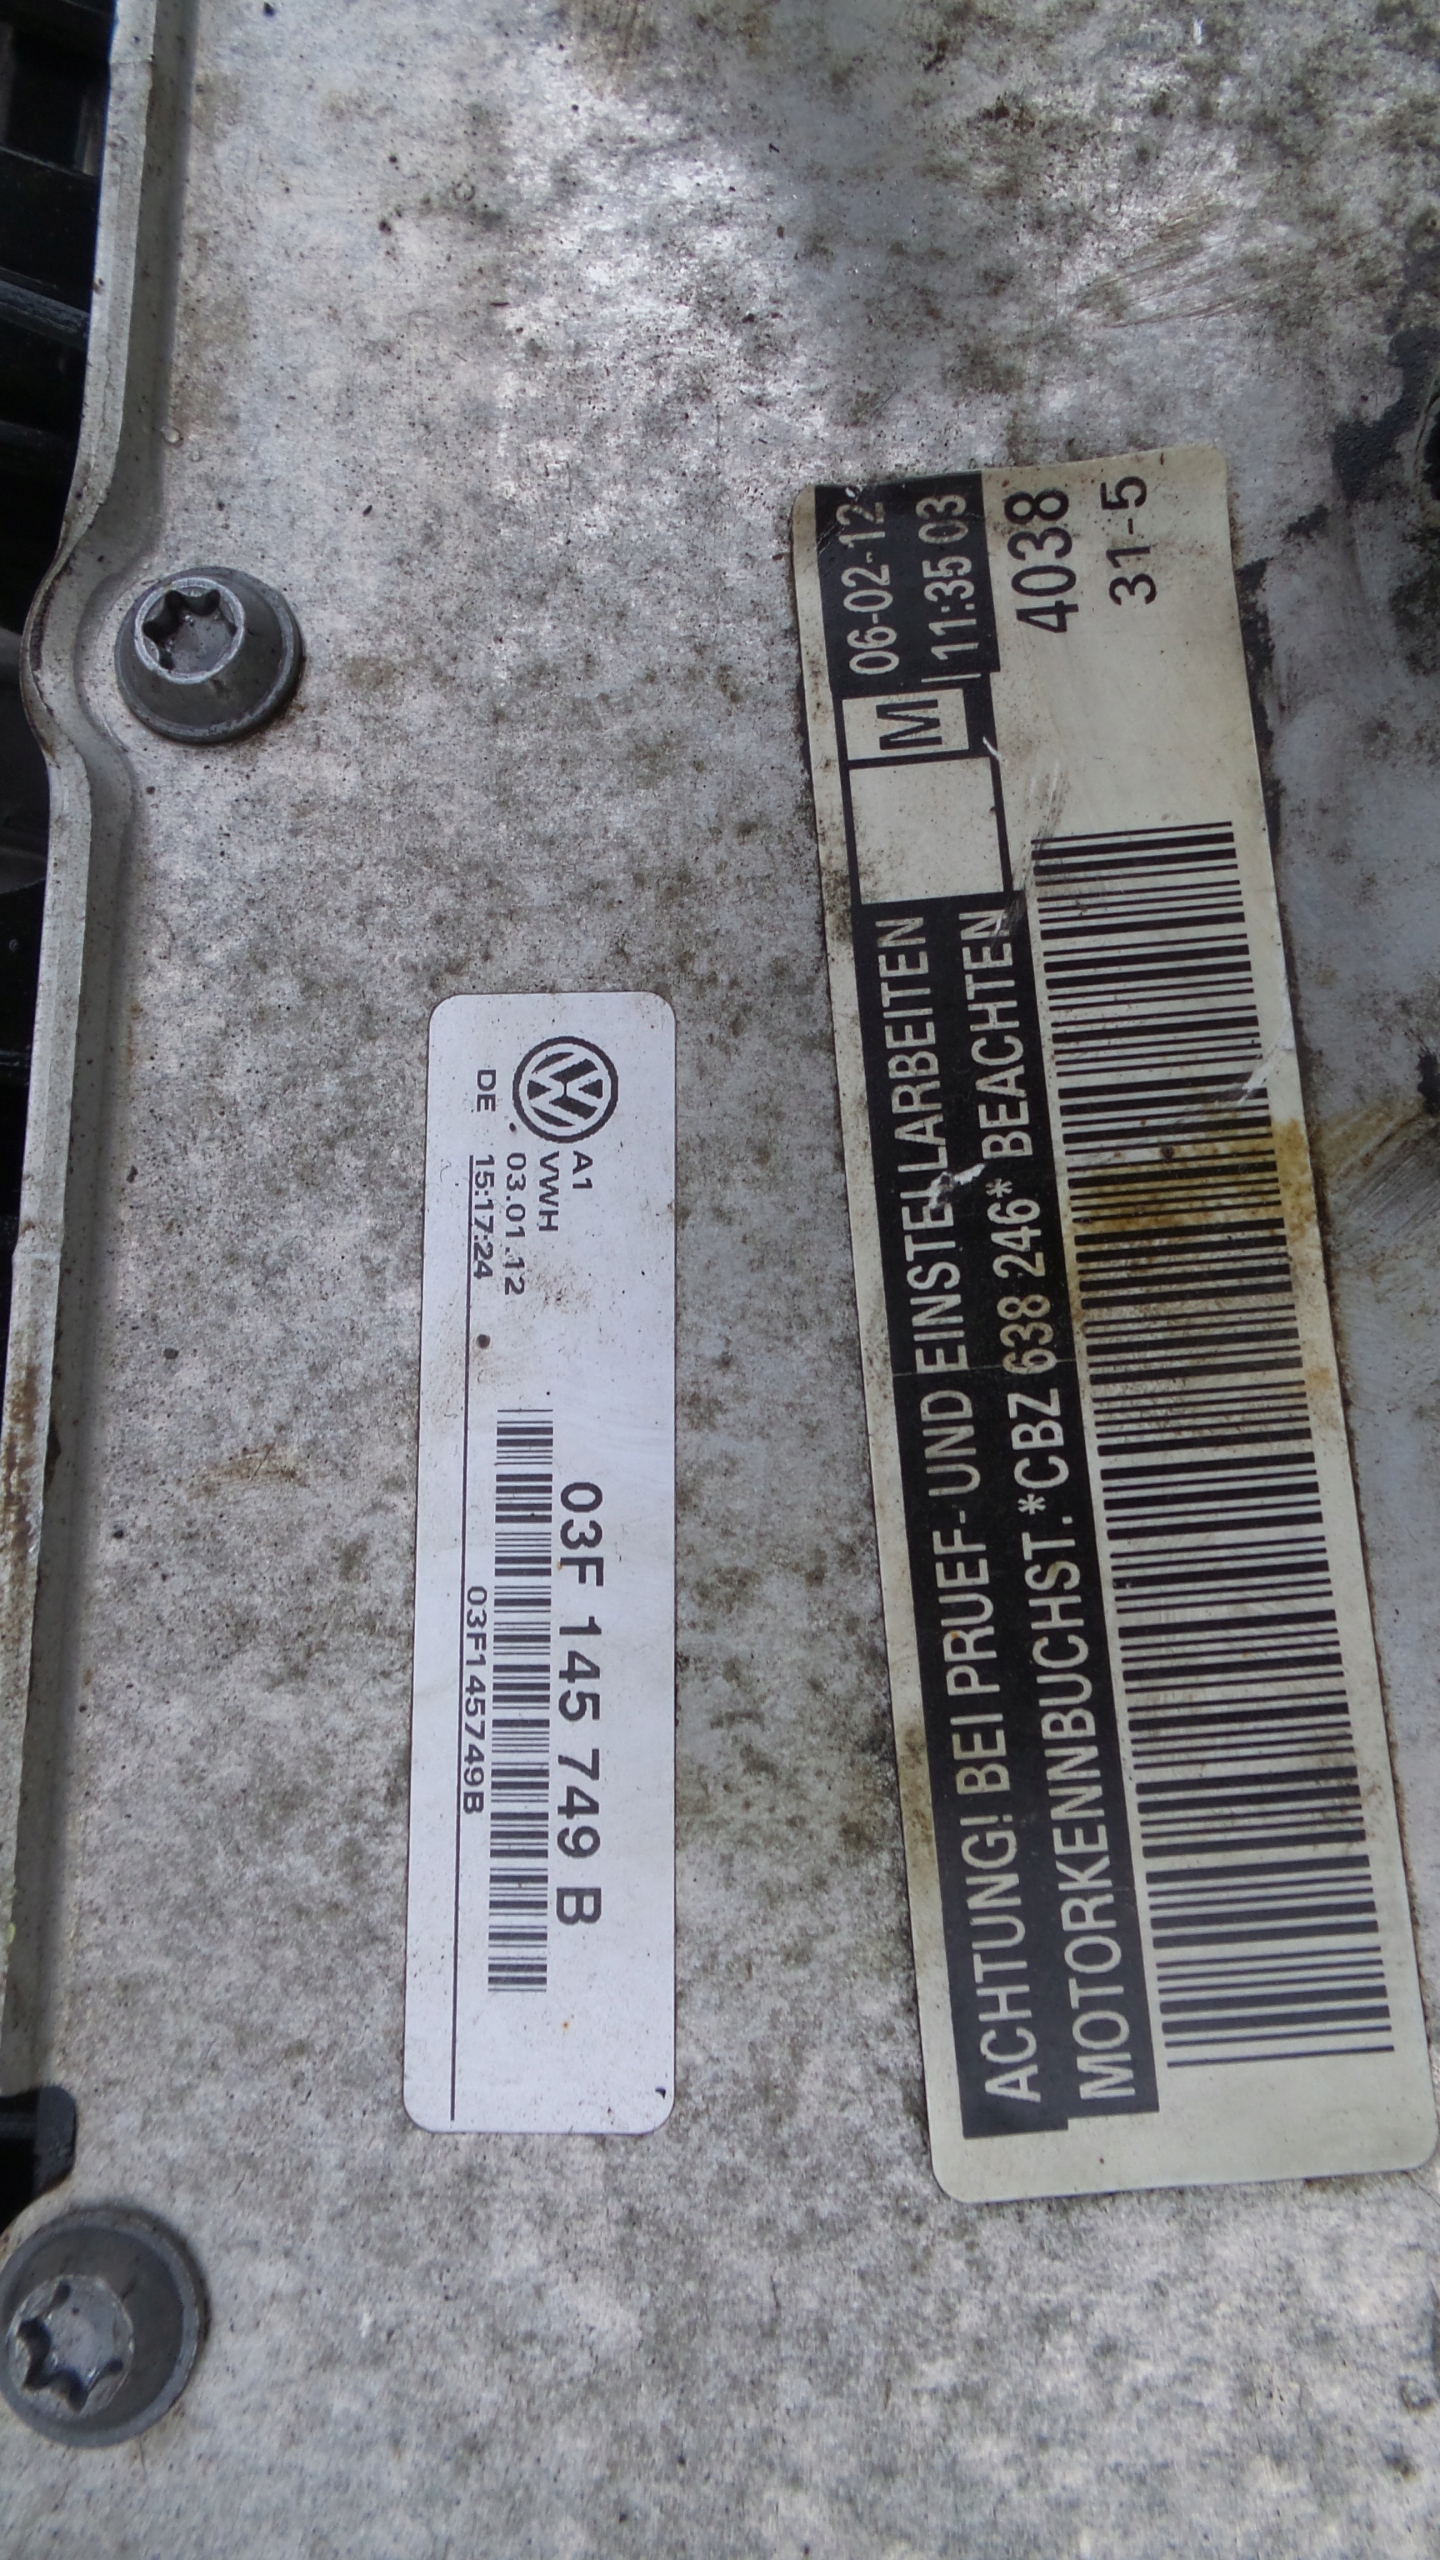 A1
VWH
03.01.12
DE 15:17:24
03F 145 749 B
03F145749B
ACHTUNG! BEI PRUEF- UND EINSTELLARBEITEN
MOTORKENNBUCHST.*CBZ 638 246* BEACHTEN
M 06-02-12
11:35 03
4038
31-5